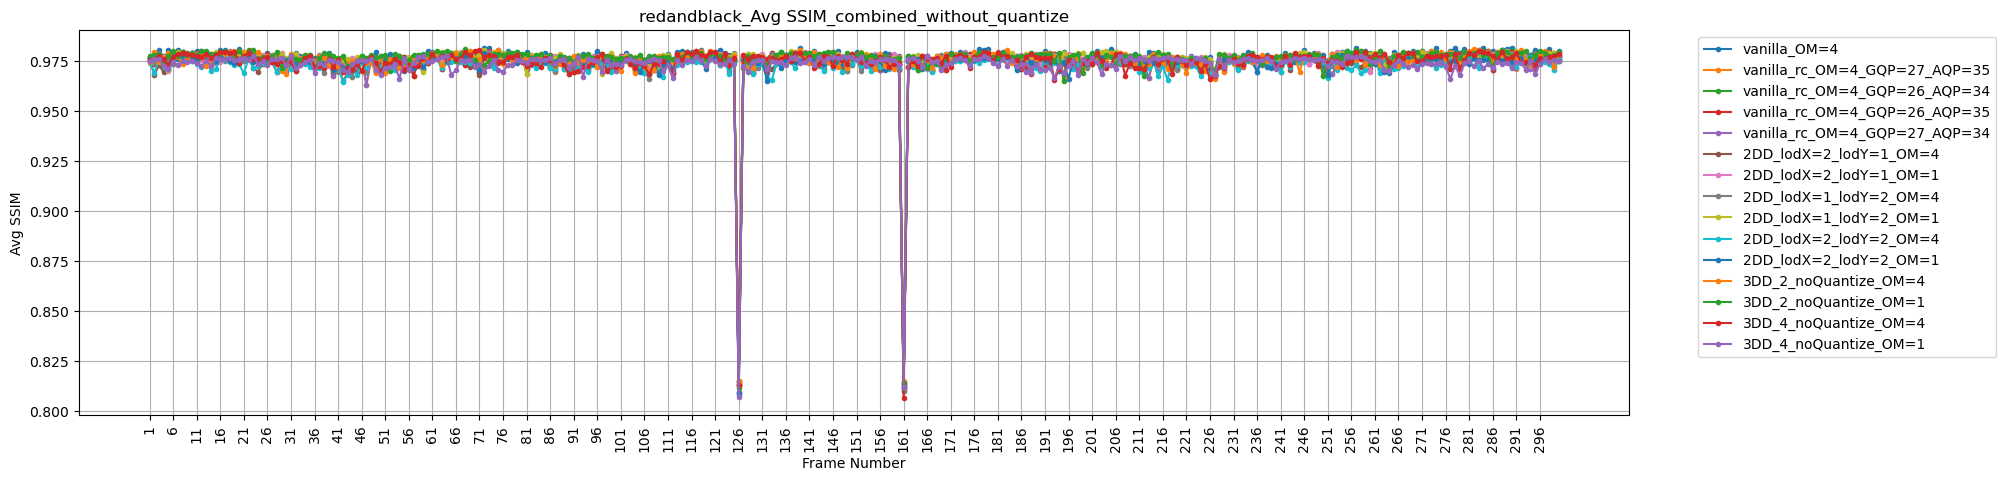 redandblack_Avg SSIM_combined_without_quantize
Avg SSIM
0.975
0.950
0.925
0.900
0.875
0.850
0.825
0.800
1 6 11 16 21 26 31 36 41 46 51 56 61 66 71 76 81 86 91 96 101 106 111 116 121 126 131 136 141 146 151 156 161 166 171 176 181 186 191 196 201 206 211 216 221 226 231 236 241 246 251 256 261 266 271 276 281 286 291 296
Frame Number
vanilla_OM=4
vanilla_rc_OM=4_GQP=27_AQP=35
vanilla_rc_OM=4_GQP=26_AQP=34
vanilla_rc_OM=4_GQP=26_AQP=35
vanilla_rc_OM=4_GQP=27_AQP=34
2DD_lodX=2_lodY=1_OM=4
2DD_lodX=2_lodY=1_OM=1
2DD_lodX=1_lodY=2_OM=4
2DD_lodX=1_lodY=2_OM=1
2DD_lodX=2_lodY=2_OM=4
2DD_lodX=2_lodY=2_OM=1
3DD_2_noQuantize_OM=4
3DD_2_noQuantize_OM=1
3DD_4_noQuantize_OM=4
3DD_4_noQuantize_OM=1